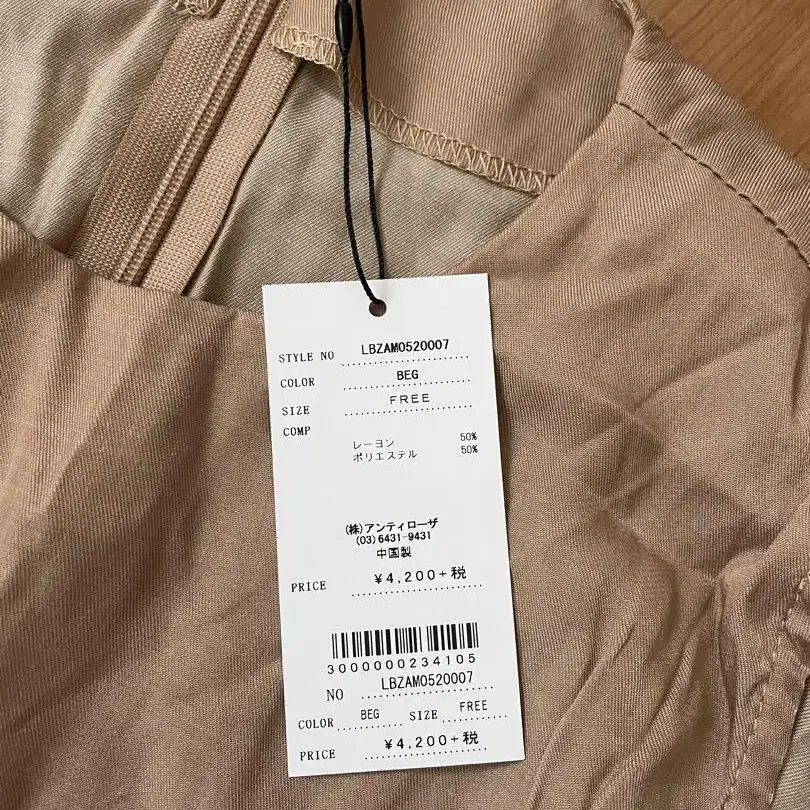 STYLE NO LBZAM0520007
COLOR BEG
SIZE FREE
COMP
レーヨン 50%
ポリエステル 50%
(株)アンティローザ
(03)6431-9431
中国製
PRICE ¥4,200+税
3000000234105
NO LBZAM0520007
COLOR BEG SIZE FREE
PRICE ¥4,200+税